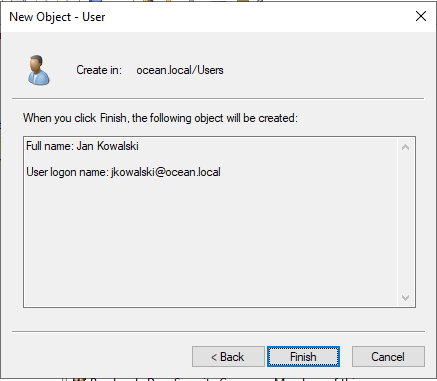 New Object - User
Create in: ocean.local/Users
When you click Finish, the following object will be created:
Full name: Jan Kowalski
User logon name: jkowalski@ocean.local
< Back
Finish
Cancel